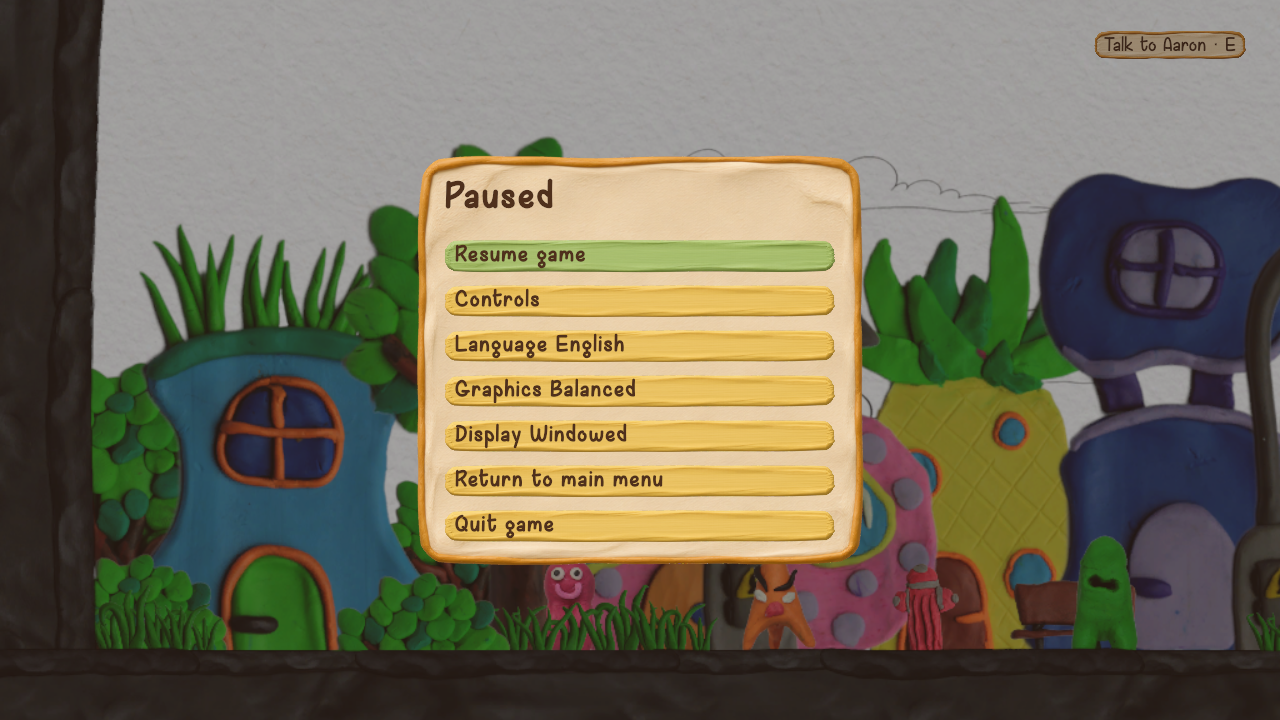 Talk to Aaron · E
Paused
Resume game
Controls
Language English
Graphics Balanced
Display Windowed
Return to main menu
Quit game